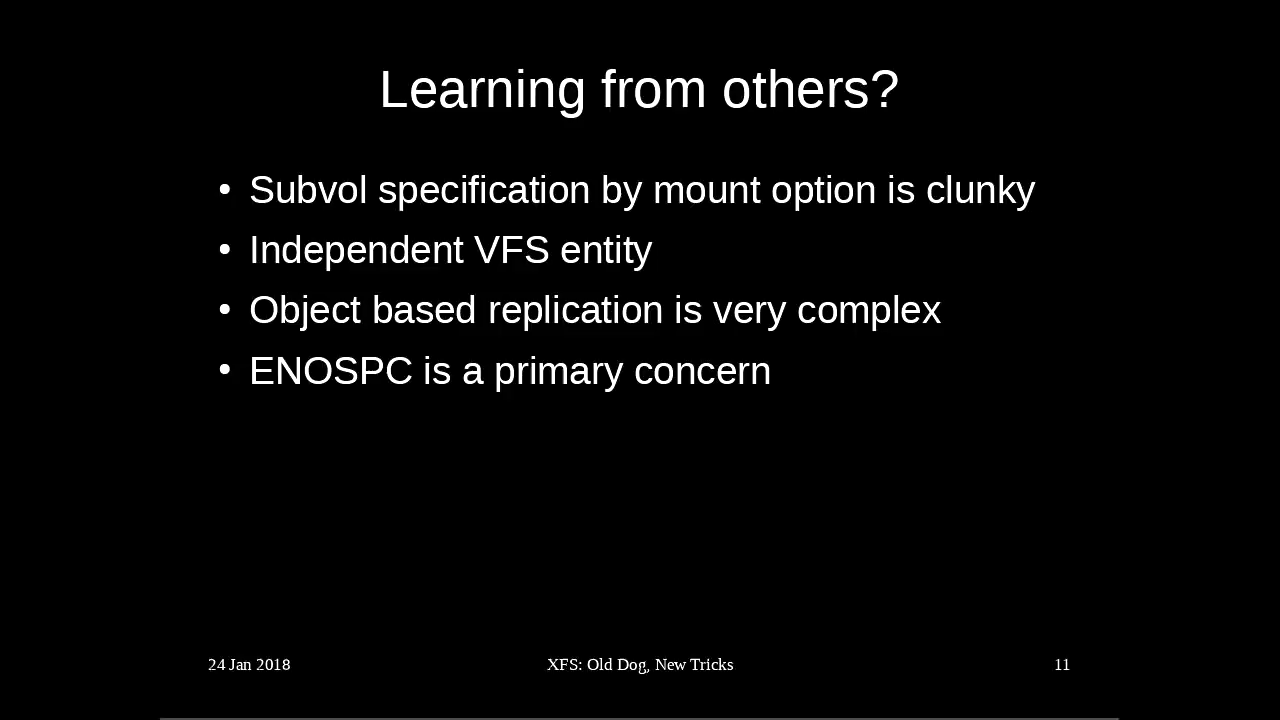 Learning from others?
• Subvol specification by mount option is clunky
• Independent VFS entity
• Object based replication is very complex
• ENOSPC is a primary concern
24 Jan 2018
XFS: Old Dog, New Tricks
11